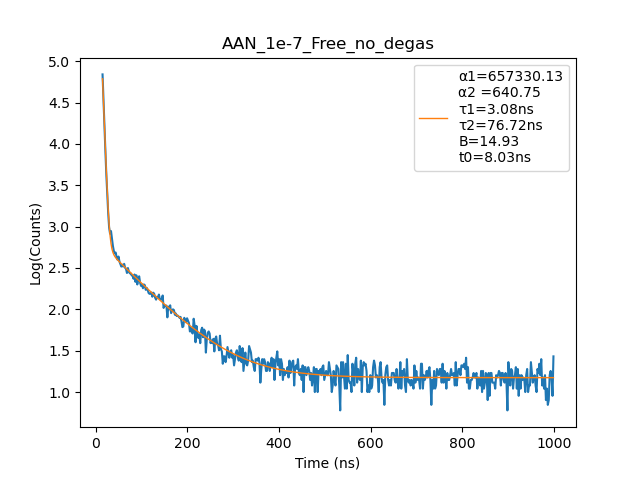 AAN_1e-7_Free_no_degas
α1=657330.13
α2 =640.75
τ1=3.08ns
τ2=76.72ns
B=14.93
t0=8.03ns
Log(Counts)
5.0
4.5
4.0
3.5
3.0
2.5
2.0
1.5
1.0
0 200 400 600 800 1000
Time (ns)